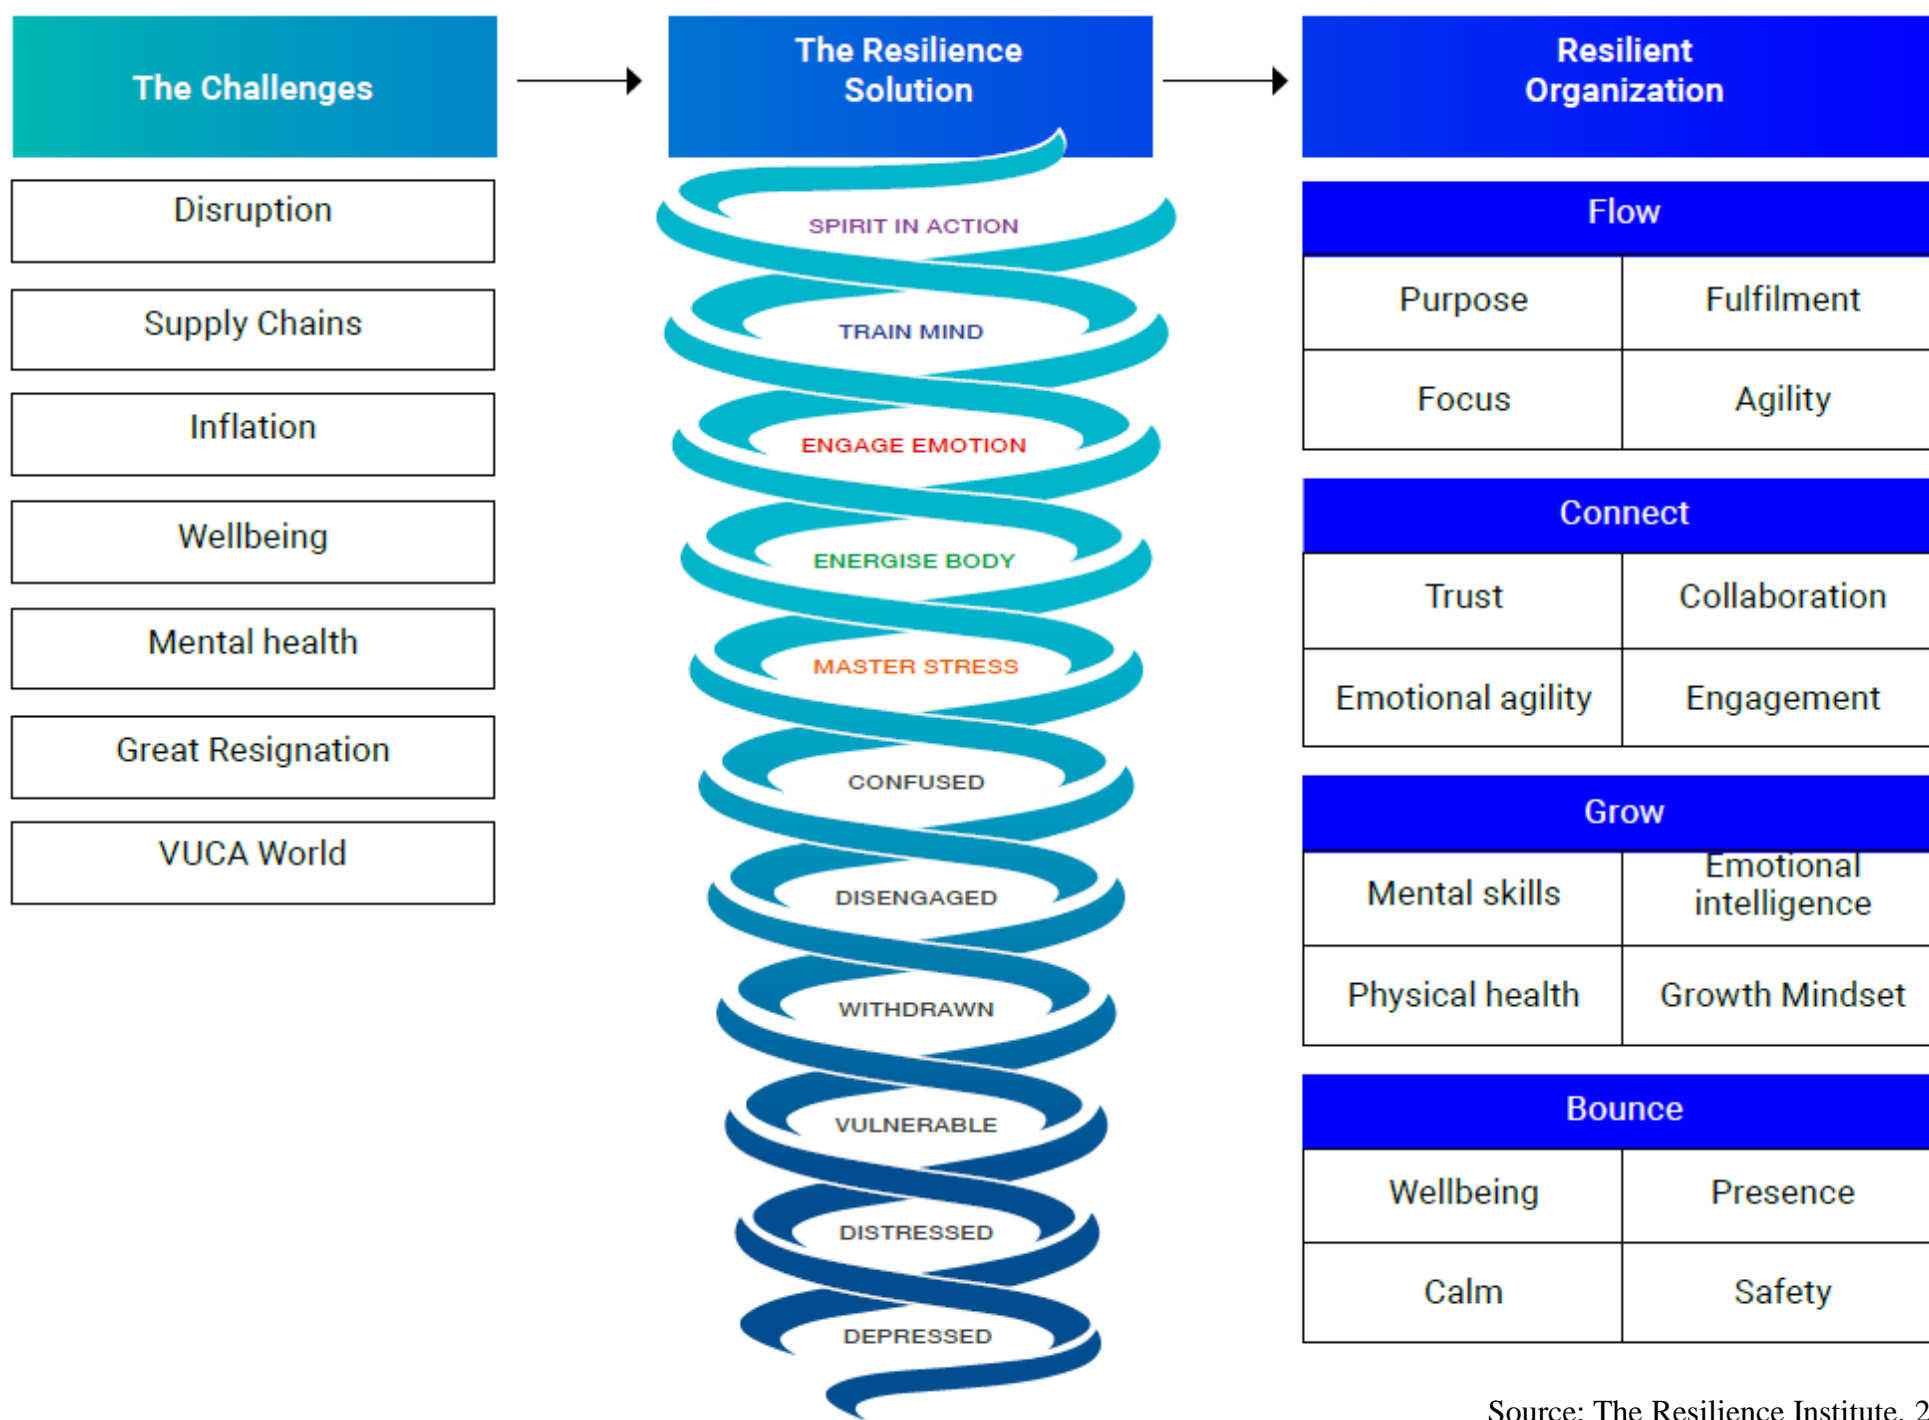 The Challenges
Disruption
Supply Chains
Inflation
Wellbeing
Mental health
Great Resignation
VUCA World
The Resilience
Solution
SPIRIT IN ACTION
TRAIN MIND
ENGAGE EMOTION
ENERGISE BODY
MASTER STRESS
CONFUSED
DISENGAGED
WITHDRAWN
VULNERABLE
DISTRESSED
DEPRESSED
Resilient
Organization
Flow
Purpose
Fulfilment
Focus
Agility
Connect
Trust
Collaboration
Emotional agility
Engagement
Grow
Mental skills
Emotional
intelligence
Physical health
Growth Mindset
Bounce
Wellbeing
Presence
Calm
Safety
Source: The Resilience Institute, 2